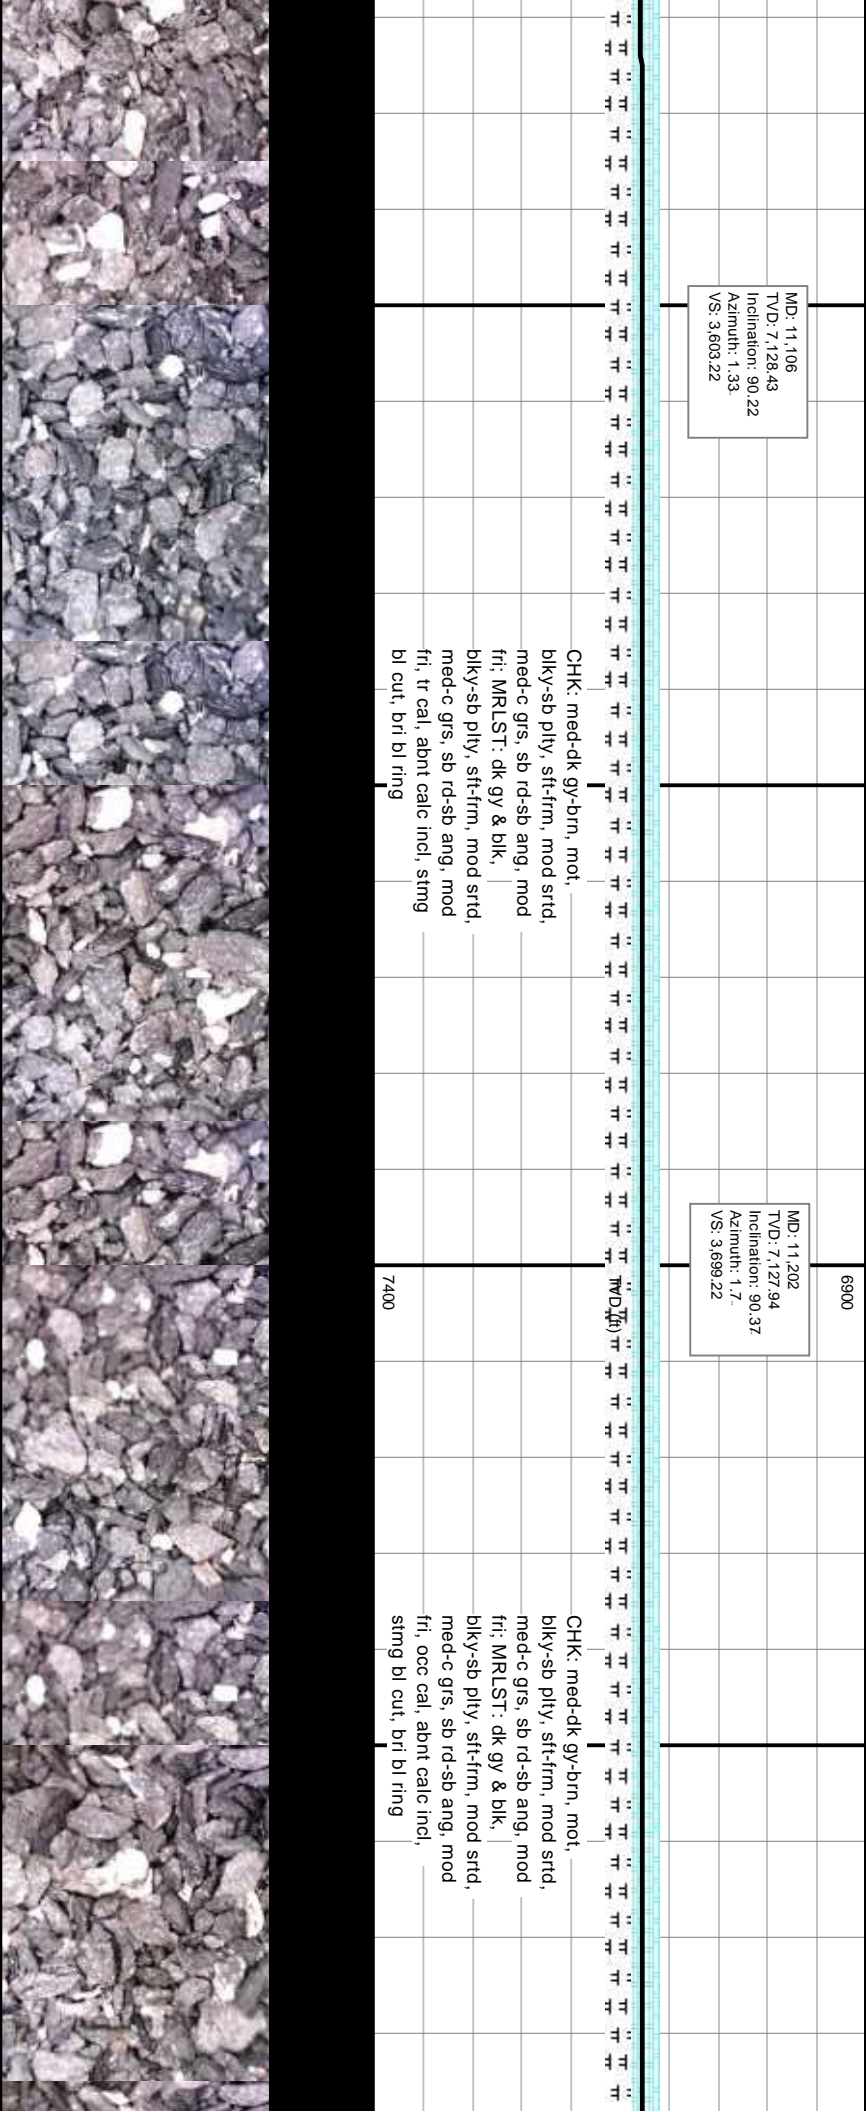 MD: 11,106
TVD: 7,128.43
Inclination: 90.22
Azimuth: 1.33
VS: 3,603.22
CHK: med-dk gy-brn, mot,
blky-sb plty, sft-frm, mod srtd,
med-c grs, sb rd-sb ang, mod
fri; MRLST: dk gy & blk,
blky-sb plty, sft-frm, mod srtd,
med-c grs, sb rd-sb ang, mod
fri, tr cal, abnt calc incl, stmg
bl cut, bri bl ring
MD: 11,202
TVD: 7,127.94
Inclination: 90.37
Azimuth: 1.7
VS: 3,699.22
6900
TVD (ft)
7400
CHK: med-dk gy-brn, mot,
blky-sb plty, sft-frm, mod srtd,
med-c grs, sb rd-sb ang, mod
fri; MRLST: dk gy & blk,
blky-sb plty, sft-frm, mod srtd,
med-c grs, sb rd-sb ang, mod
fri, occ cal, abnt calc incl,
stmg bl cut, bri bl ring